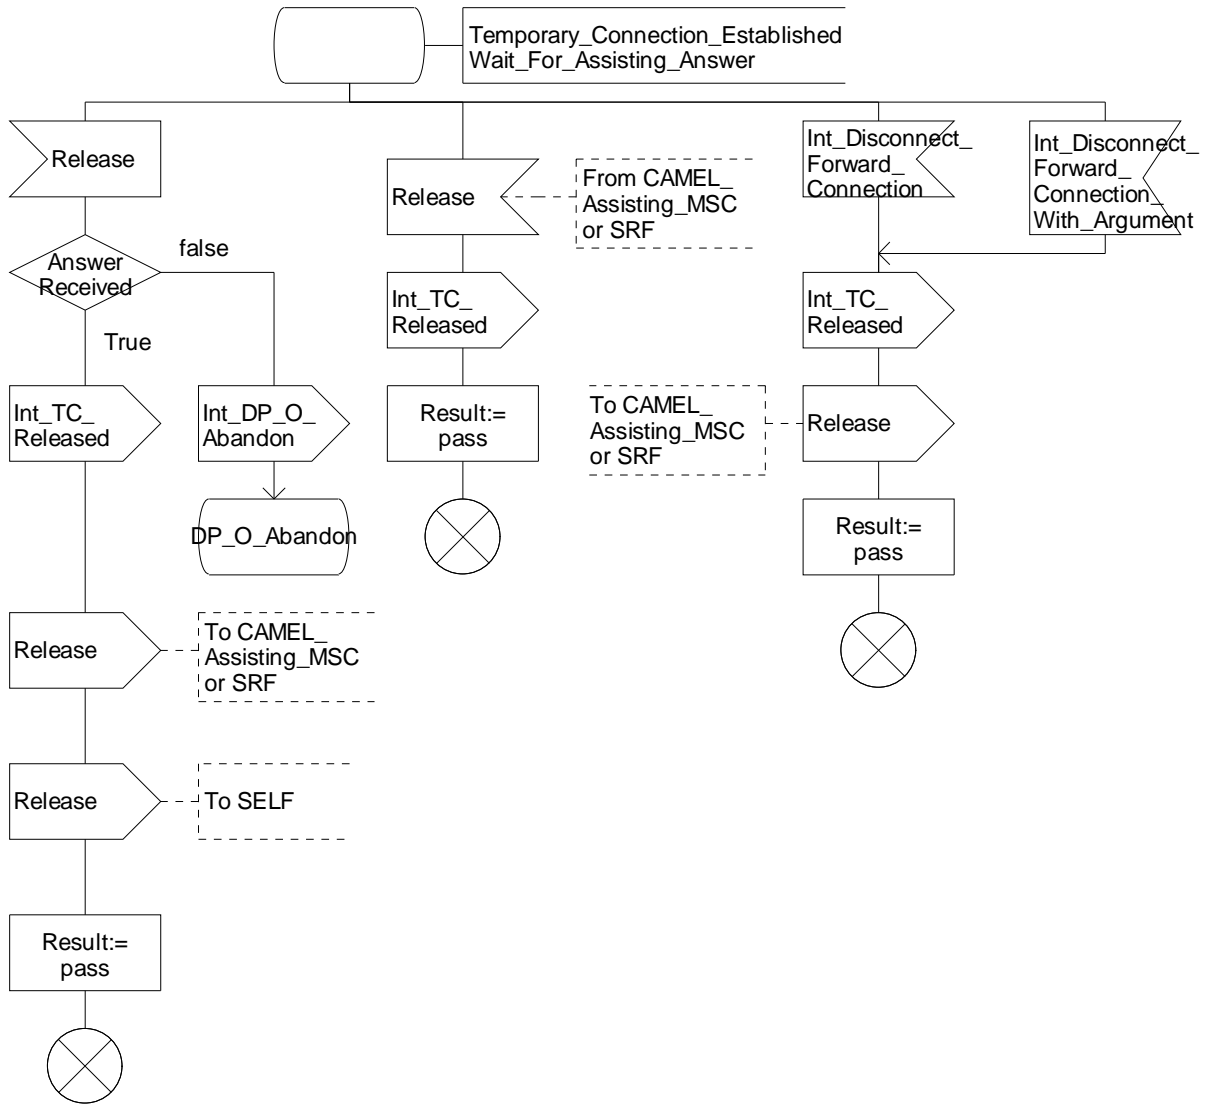 Temporary_Connection_Established
Wait_For_Assisting_Answer
Release
Release
From CAMEL_
Assisting_MSC
or SRF
Int_Disconnect_
Forward_
Connection
Int_Disconnect_
Forward_
Connection_
With_Argument
Answer
Received
false
True
Int_TC_
Released
Int_TC_
Released
Int_TC_
Released
Int_DP_O_
Abandon
Result:=
pass
To CAMEL_
Assisting_MSC
or SRF
Release
DP_O_Abandon
Result:=
pass
Release
To CAMEL_
Assisting_MSC
or SRF
Release
To SELF
Result:=
pass